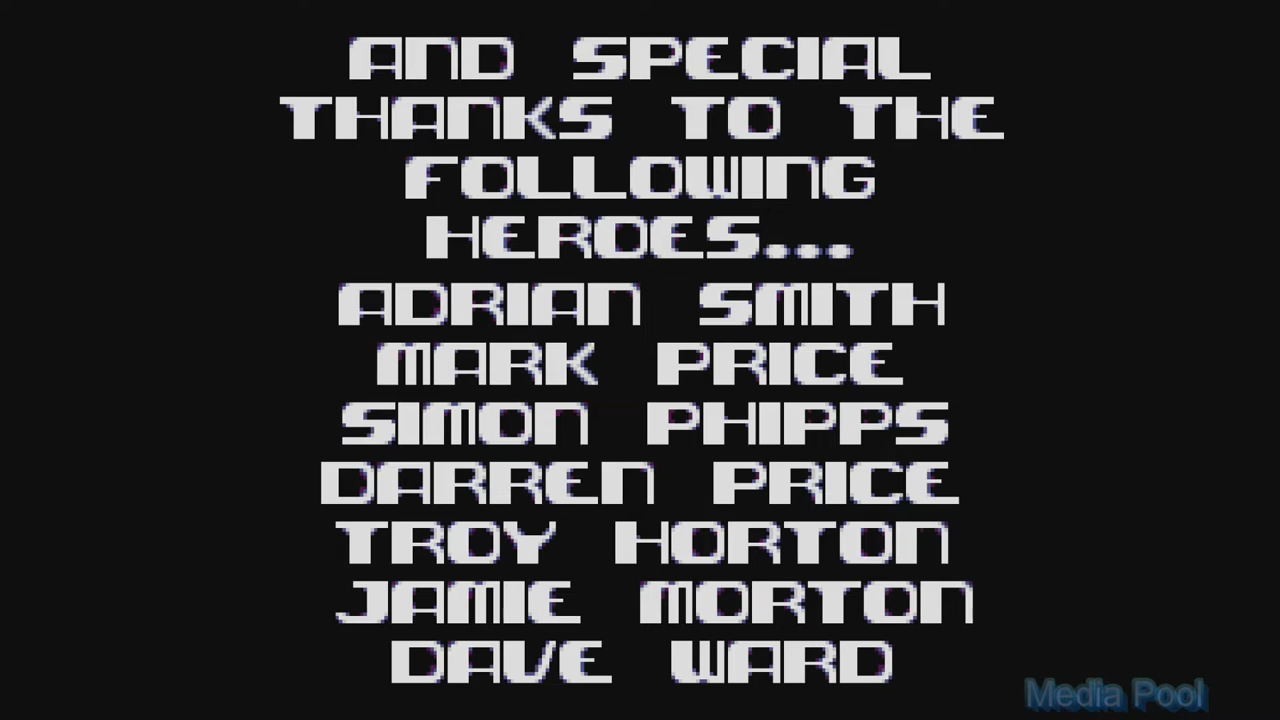 AND SPECIAL
THANKS TO THE
FOLLOWING
HEROES...
ADRIAN SMITH
MARK PRICE
SIMON PHIPPS
DARREN PRICE
TROY HORTON
JAMIE MORTON
DAVE WARD
Media Pool